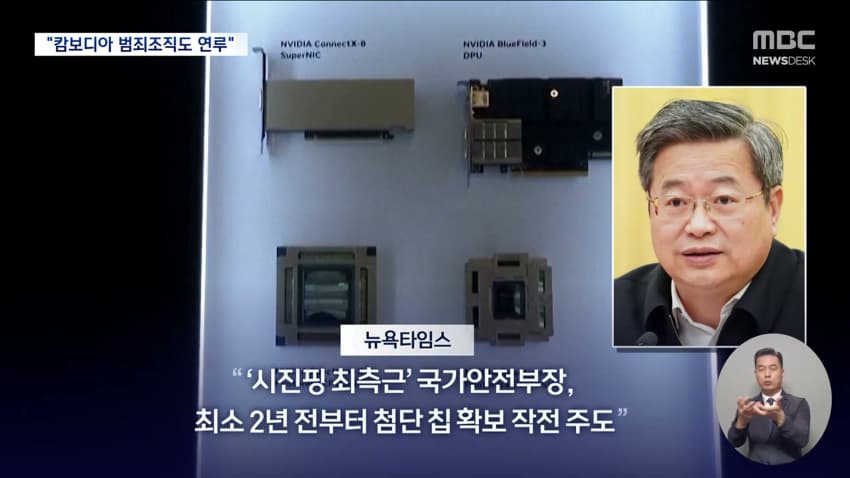 "캄보디아 범죄조직도 연루"
NVIDIA ConnectX-8
SuperNIC
NVIDIA BlueField-3
DPU
MBC
NEWSDESK
뉴욕타임스
“‘시진핑 최측근’ 국가안전부장,
최소 2년 전부터 첨단 칩 확보 작전 주도”
MBC
NEWSDESK